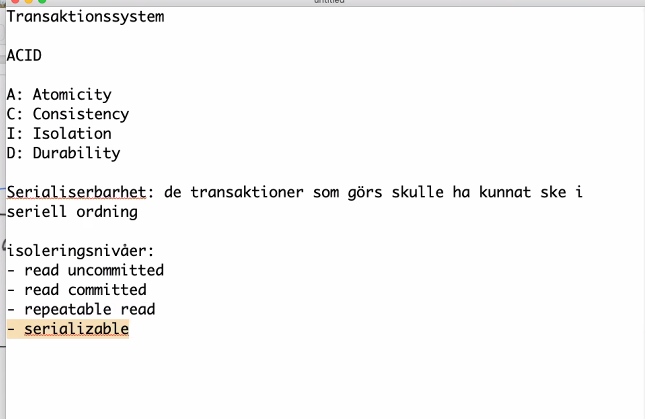 untitled
Transaktionssystem
ACID
A: Atomicity
C: Consistency
I: Isolation
D: Durability
Serialiserbarhet: de transaktioner som görs skulle ha kunnat ske i
seriell ordning
isoleringsnivåer:
- read uncommitted
- read committed
- repeatable read
- serializable